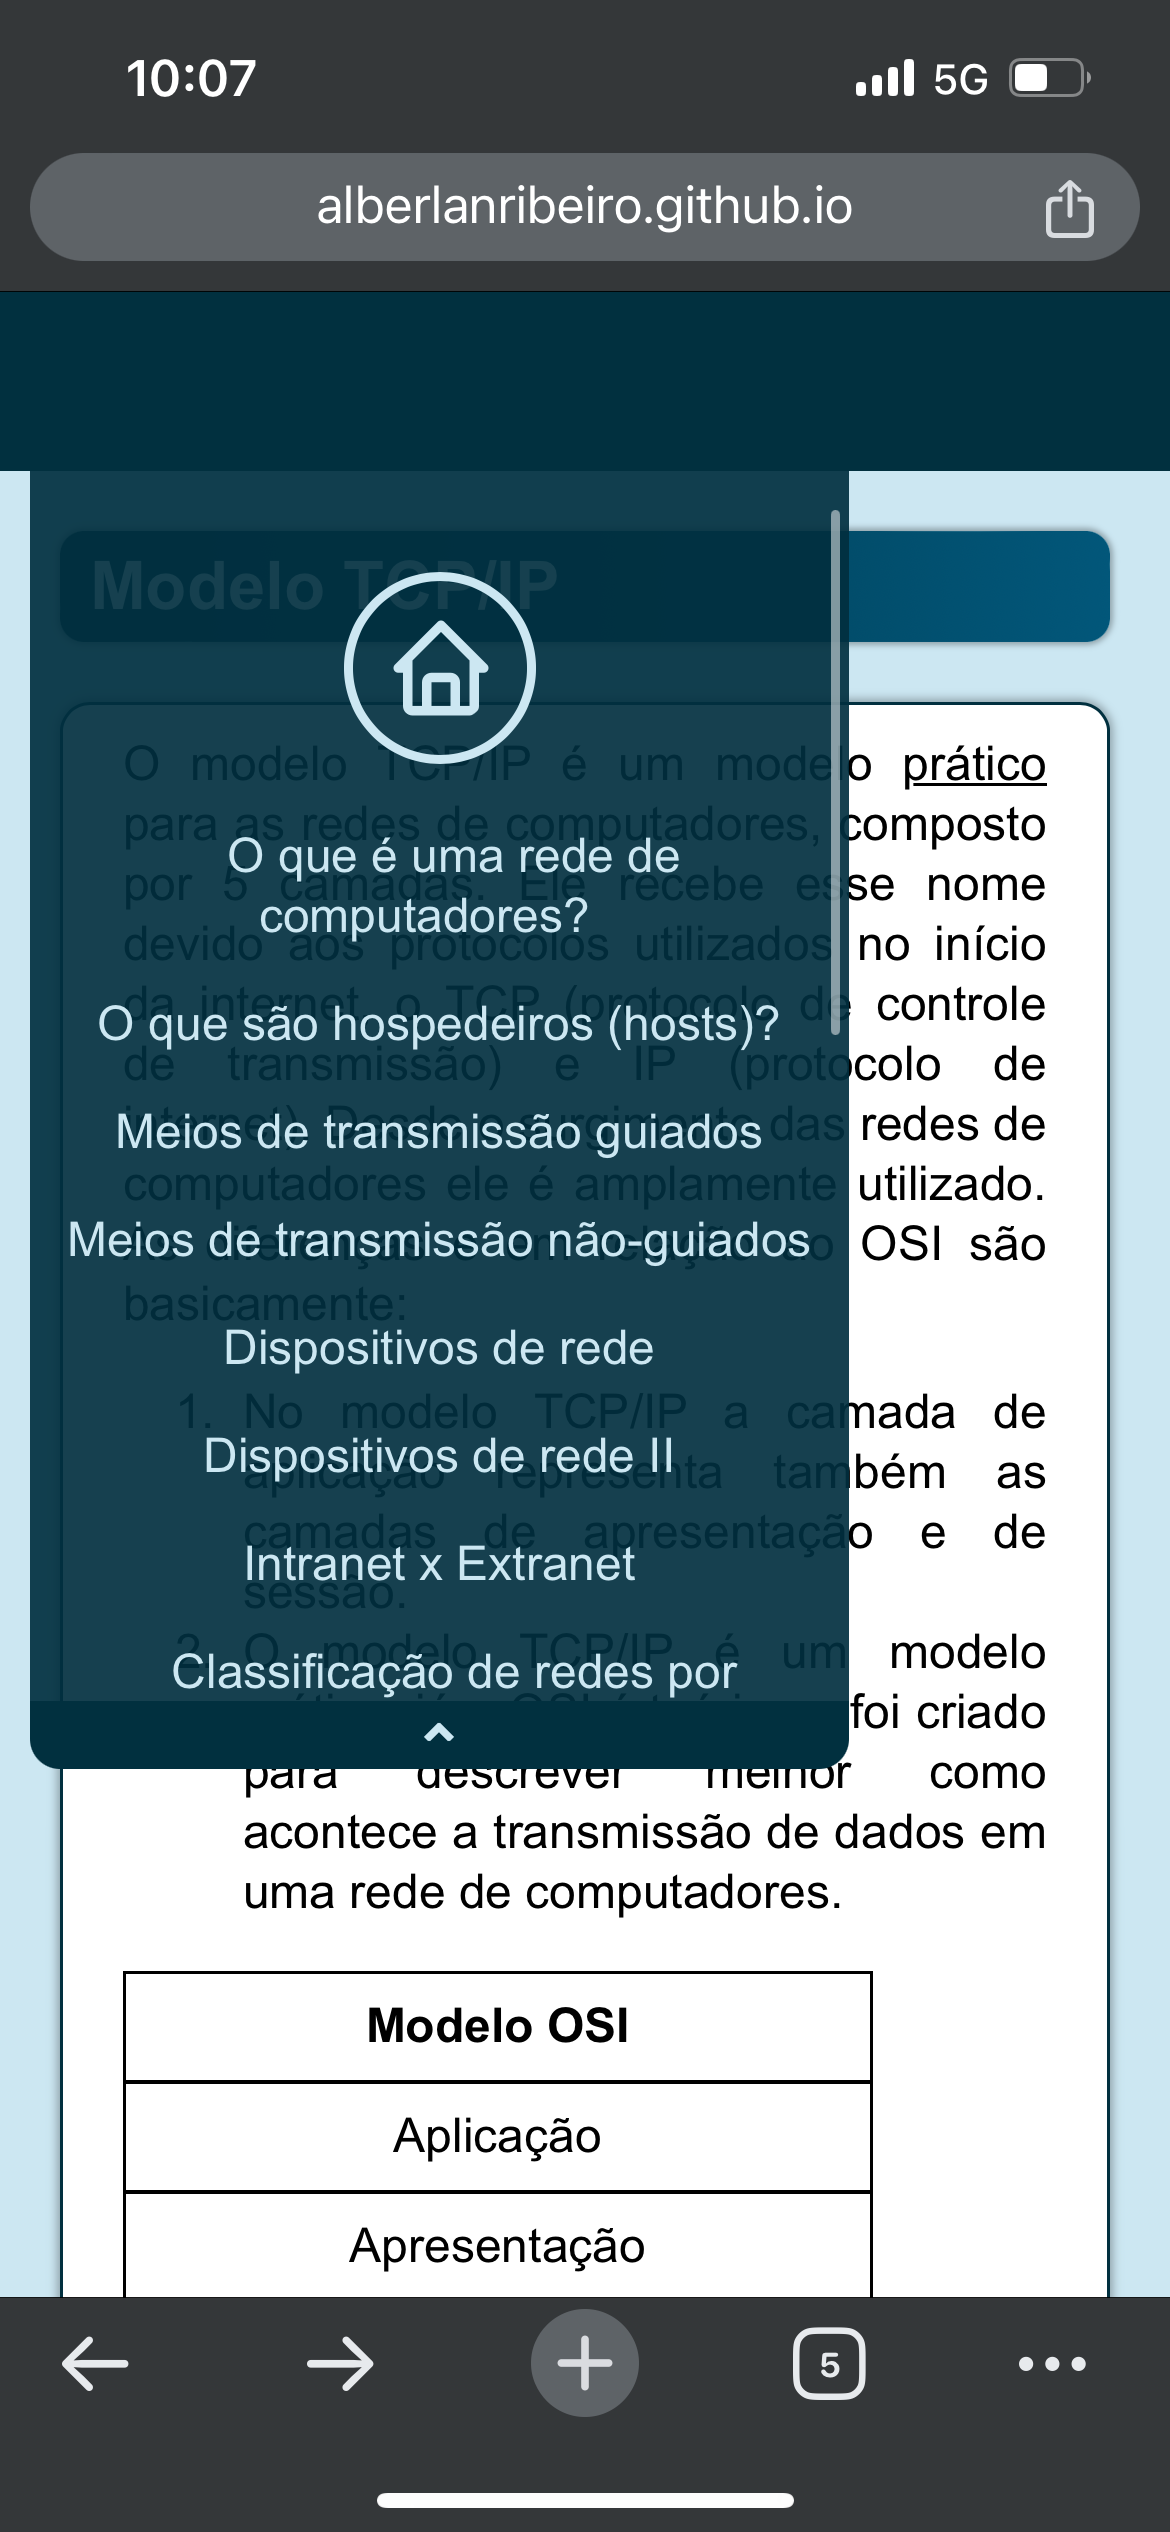 10:07
5G
alberlanribeiro.github.io
Modelo TCP/IP
O que é uma rede de
computadores?
O que são hospedeiros (hosts)?
Meios de transmissão guiados
Meios de transmissão não-guiados
Dispositivos de rede
Dispositivos de rede II
Intranet x Extranet
Classificação de redes por
O modelo TCP/IP é um modelo prático
para as redes de computadores, composto
por 5 camadas. Ele recebe esse nome
devido aos protocolos utilizados no início
da internet, o TCP (protocolo de controle
de transmissão) e IP (protocolo de
das redes de
computadores ele é amplamente utilizado.
OSI são
basicamente:
1. No modelo TCP/IP a camada de
aplicação representa também as
camadas de apresentação e de
sessão.
2. O modelo TCP/IP é um modelo
foi criado
para descrever melhor como
acontece a transmissão de dados em
uma rede de computadores.
Modelo OSI
Aplicação
Apresentação
5